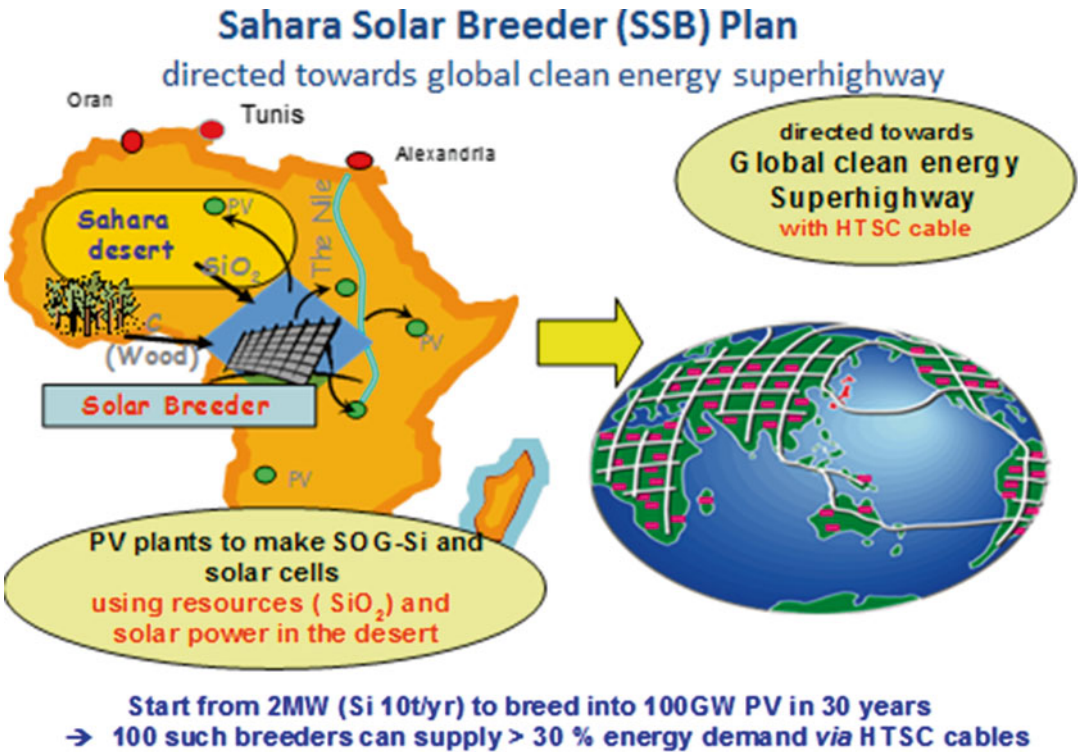 Sahara Solar Breeder (SSB) Plan
directed towards global clean energy superhighway
Oran
Tunis
Alexandria
directed towards
Global clean energy
Superhighway
with HTSC cable
Sahara
desert
PV
The Nile
SiO₂
C
(Wood)
PV
Solar Breeder
PV
PV plants to make SOG-Si and
solar cells
using resources ( SiO₂) and
solar power in the desert
Start from 2MW (Si 10t/yr) to breed into 100GW PV in 30 years
→ 100 such breeders can supply > 30 % energy demand via HTSC cables